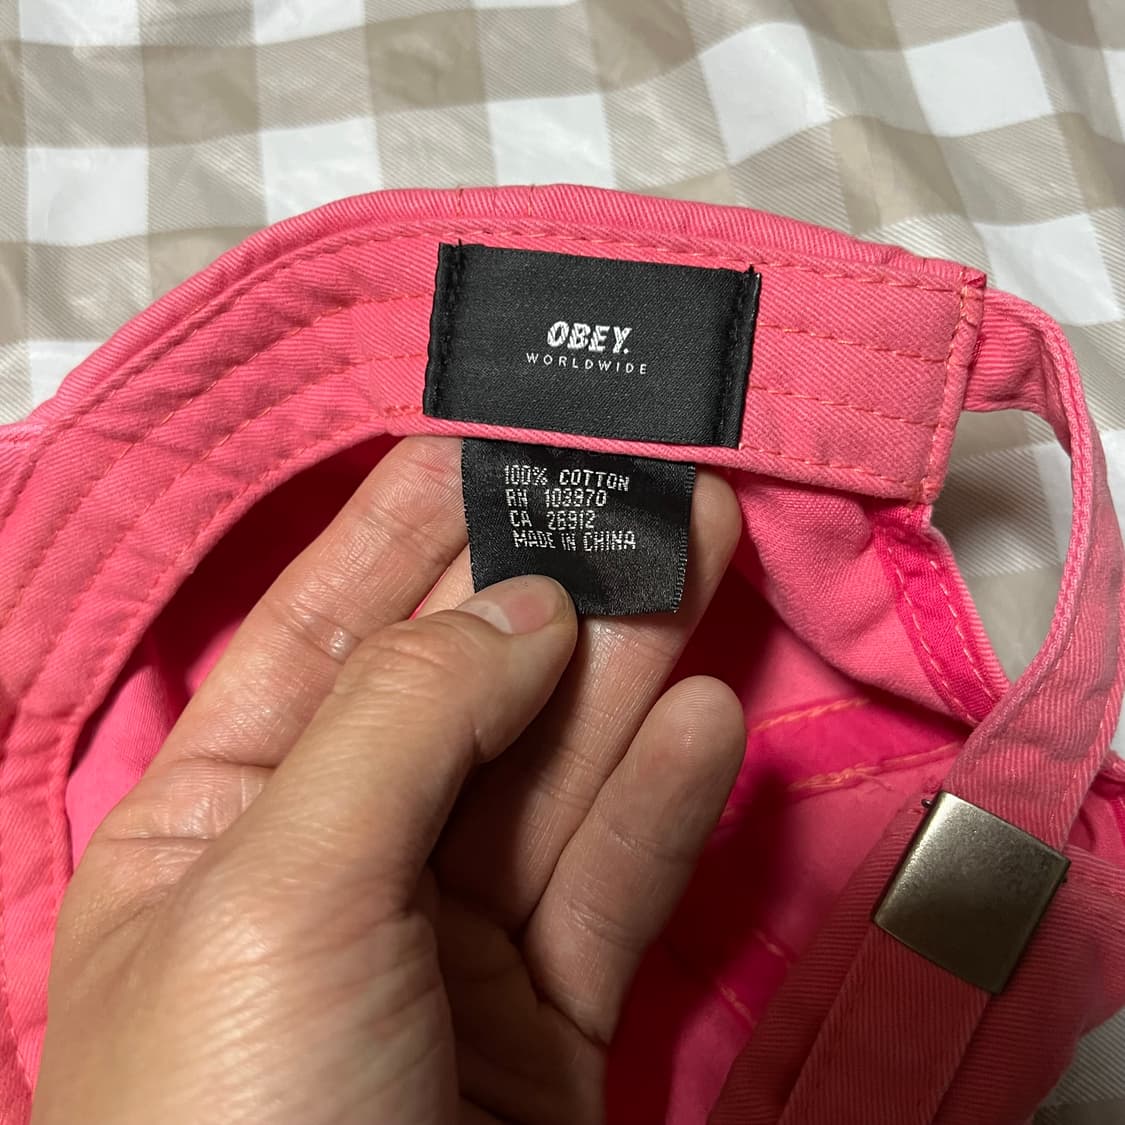 OBEY.
WORLDWIDE
100% COTTON
RN 103970
CA 26912
MADE IN CHINA